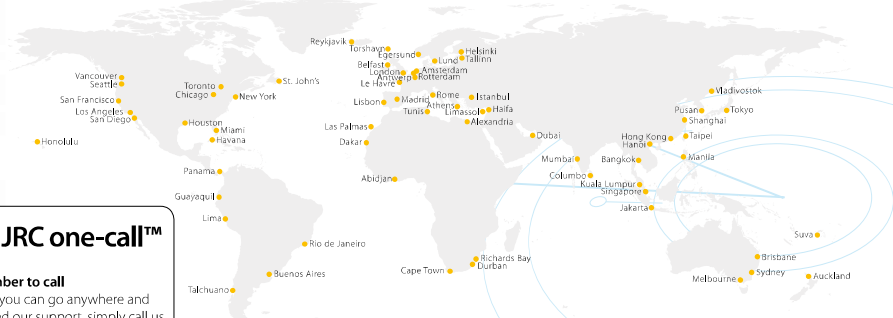 Reykjavik
Torshavn
Egersund
Helsinki
Tallinn
Lund
Belfast
London
Amsterdam
Antwerp
Rotterdam
Le Havre
Vancouver
Seattle
Toronto
Chicago
St. John's
New York
San Francisco
Los Angeles
San Diego
Lisbon
Madrid
Rome
Athens
Tunis
Istanbul
Limassol
Haifa
Alexandria
Vladivostok
Pusan
Tokyo
Shanghai
Houston
Miami
Havana
Honolulu
Las Palmas
Dakar
Dubai
Hong Kong
Hanoi
Taipei
Mumbai
Bangkok
Manila
Panama
Abidjan
Columbo
Kuala Lumpur
Singapore
Jakarta
Guayaquil
Lima
Rio de Janeiro
Suva
Buenos Aires
Talchuano
Cape Town
Richards Bay
Durban
Brisbane
Sydney
Melbourne
Auckland
JRC one-call™
ber to call
you can go anywhere and
d our support, simply call us